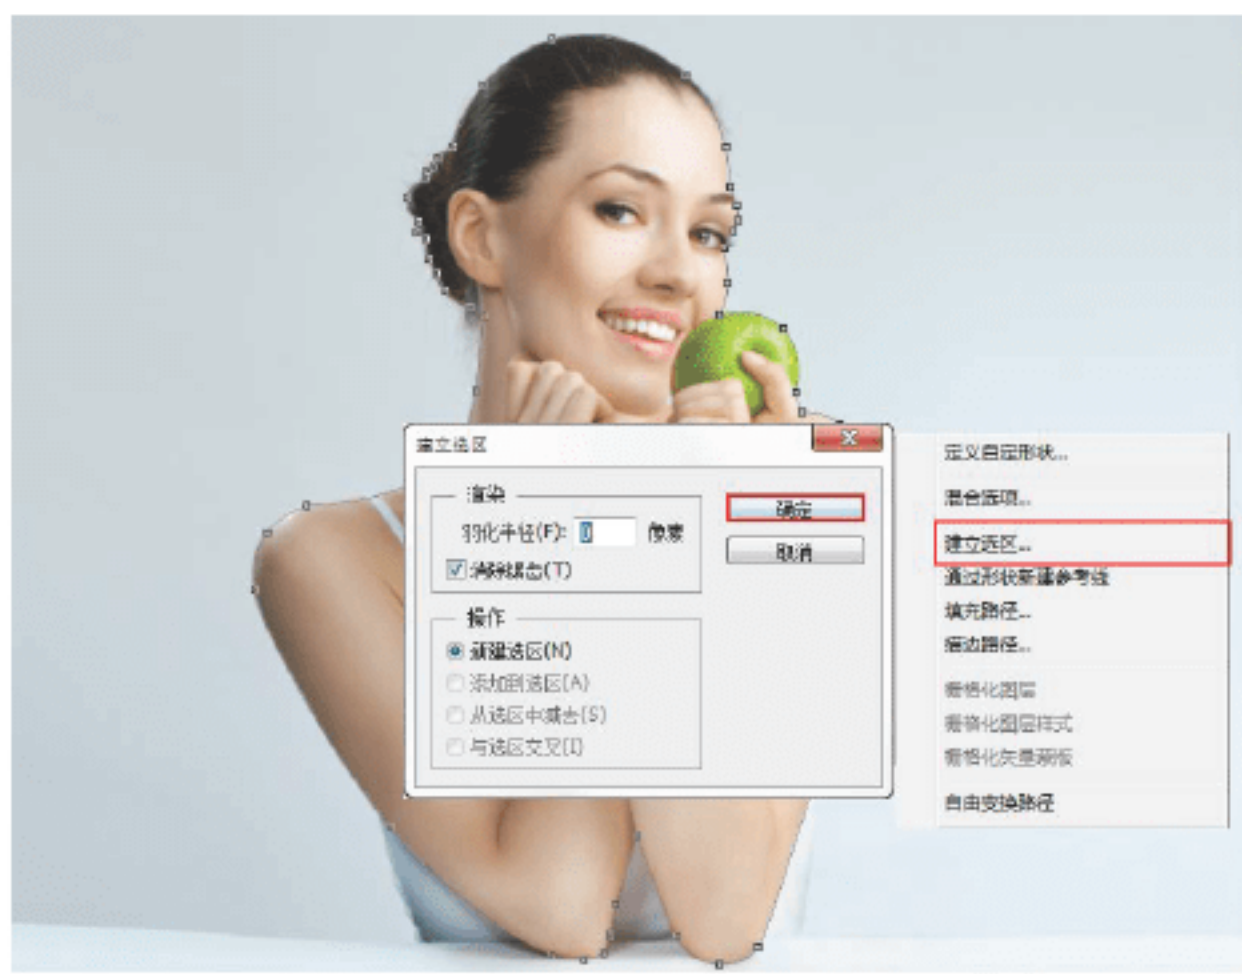 建立选区
渲染
羽化半径(F): 0 像素
消除锯齿(T)
操作
新建选区(N)
添加到选区(A)
从选区中减去(S)
与选区交叉(I)
确定
取消
定义自定形状...
混合选项...
建立选区...
通过形状新建参考线
填充路径...
描边路径...
栅格化图层
栅格化图层样式
栅格化矢量蒙版
自由变换路径